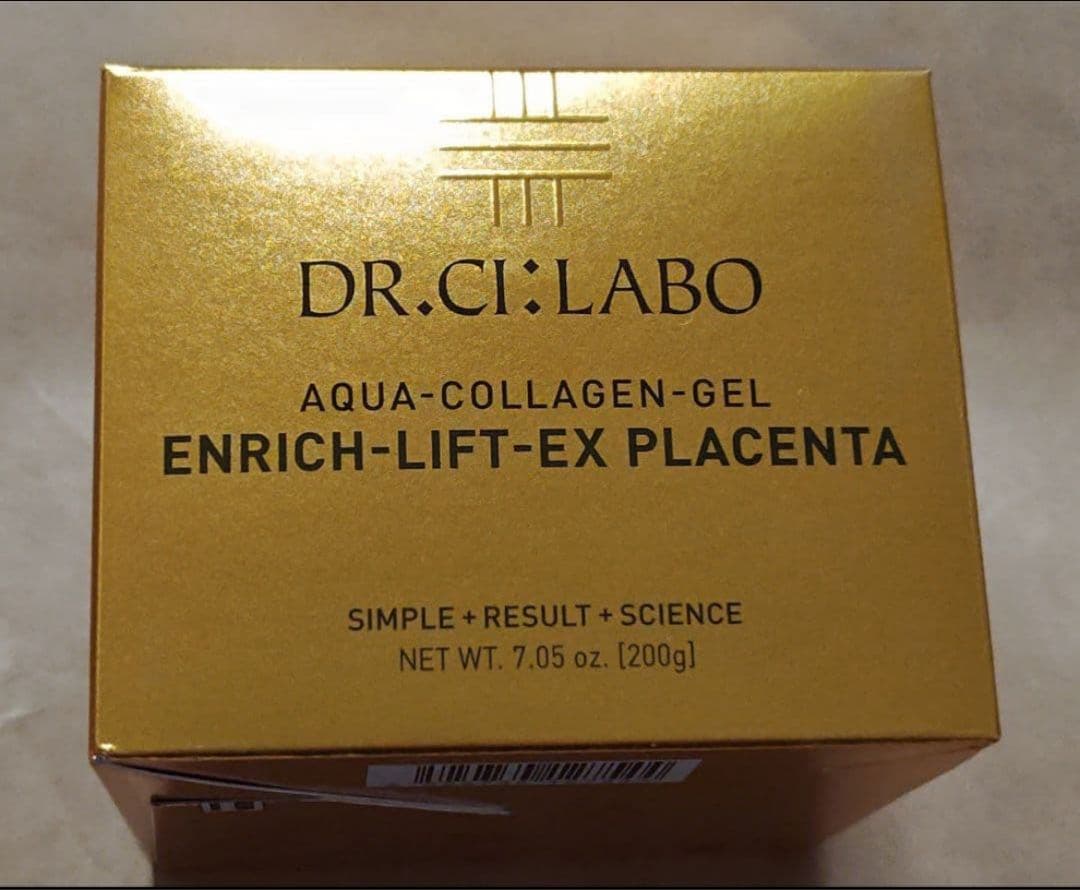 DR.CI:LABO
AQUA-COLLAGEN-GEL
ENRICH-LIFT-EX PLACENTA
SIMPLE + RESULT + SCIENCE
NET WT. 7.05 oz. [200g]